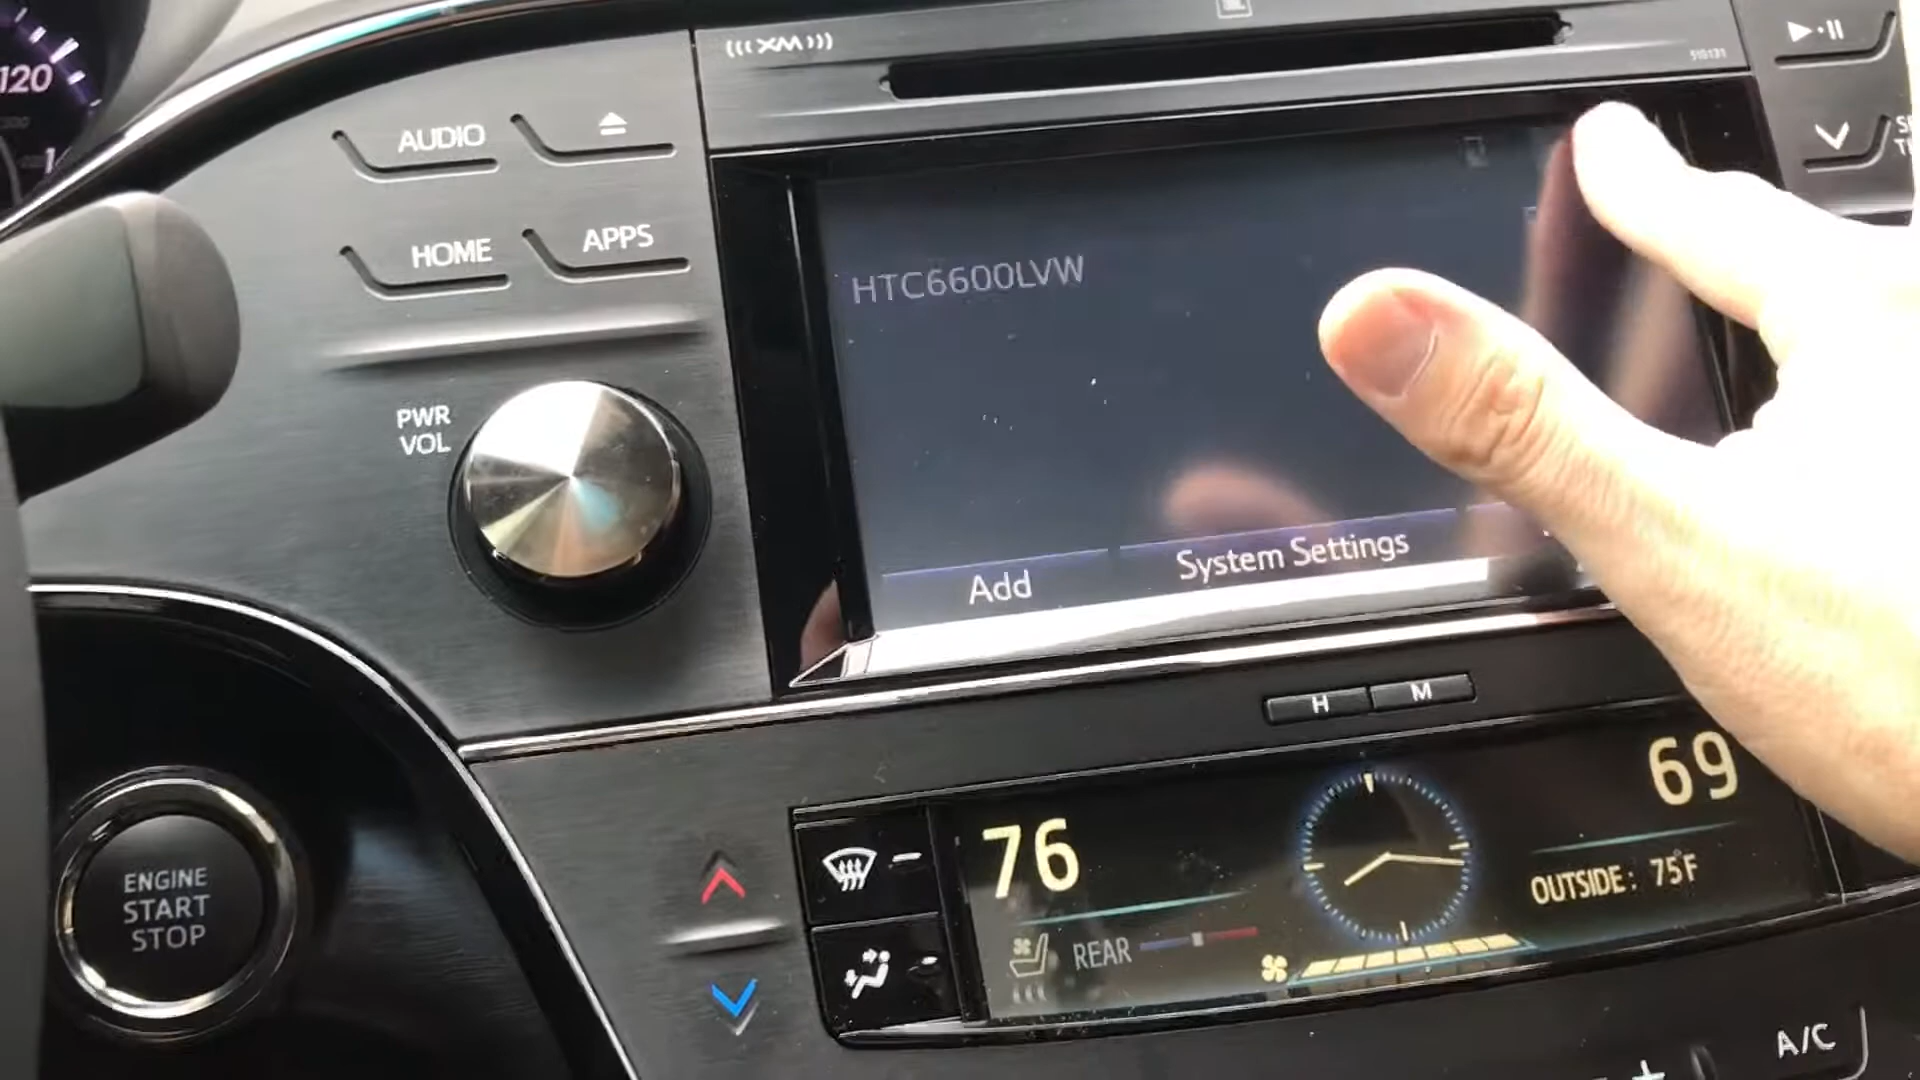 120
(((XM)))
510131
AUDIO
HOME
APPS
HTC6600LVW
PWR
VOL
Add
System Settings
H
M
ENGINE
START
STOP
76
69
OUTSIDE: 75°F
REAR
A/C